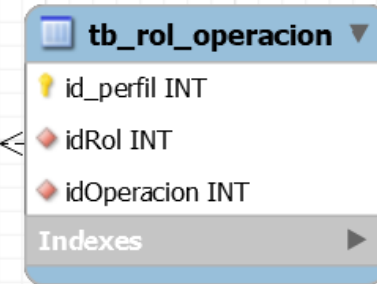 tb_rol_operacion
id_perfil INT
idRol INT
idOperacion INT
Indexes